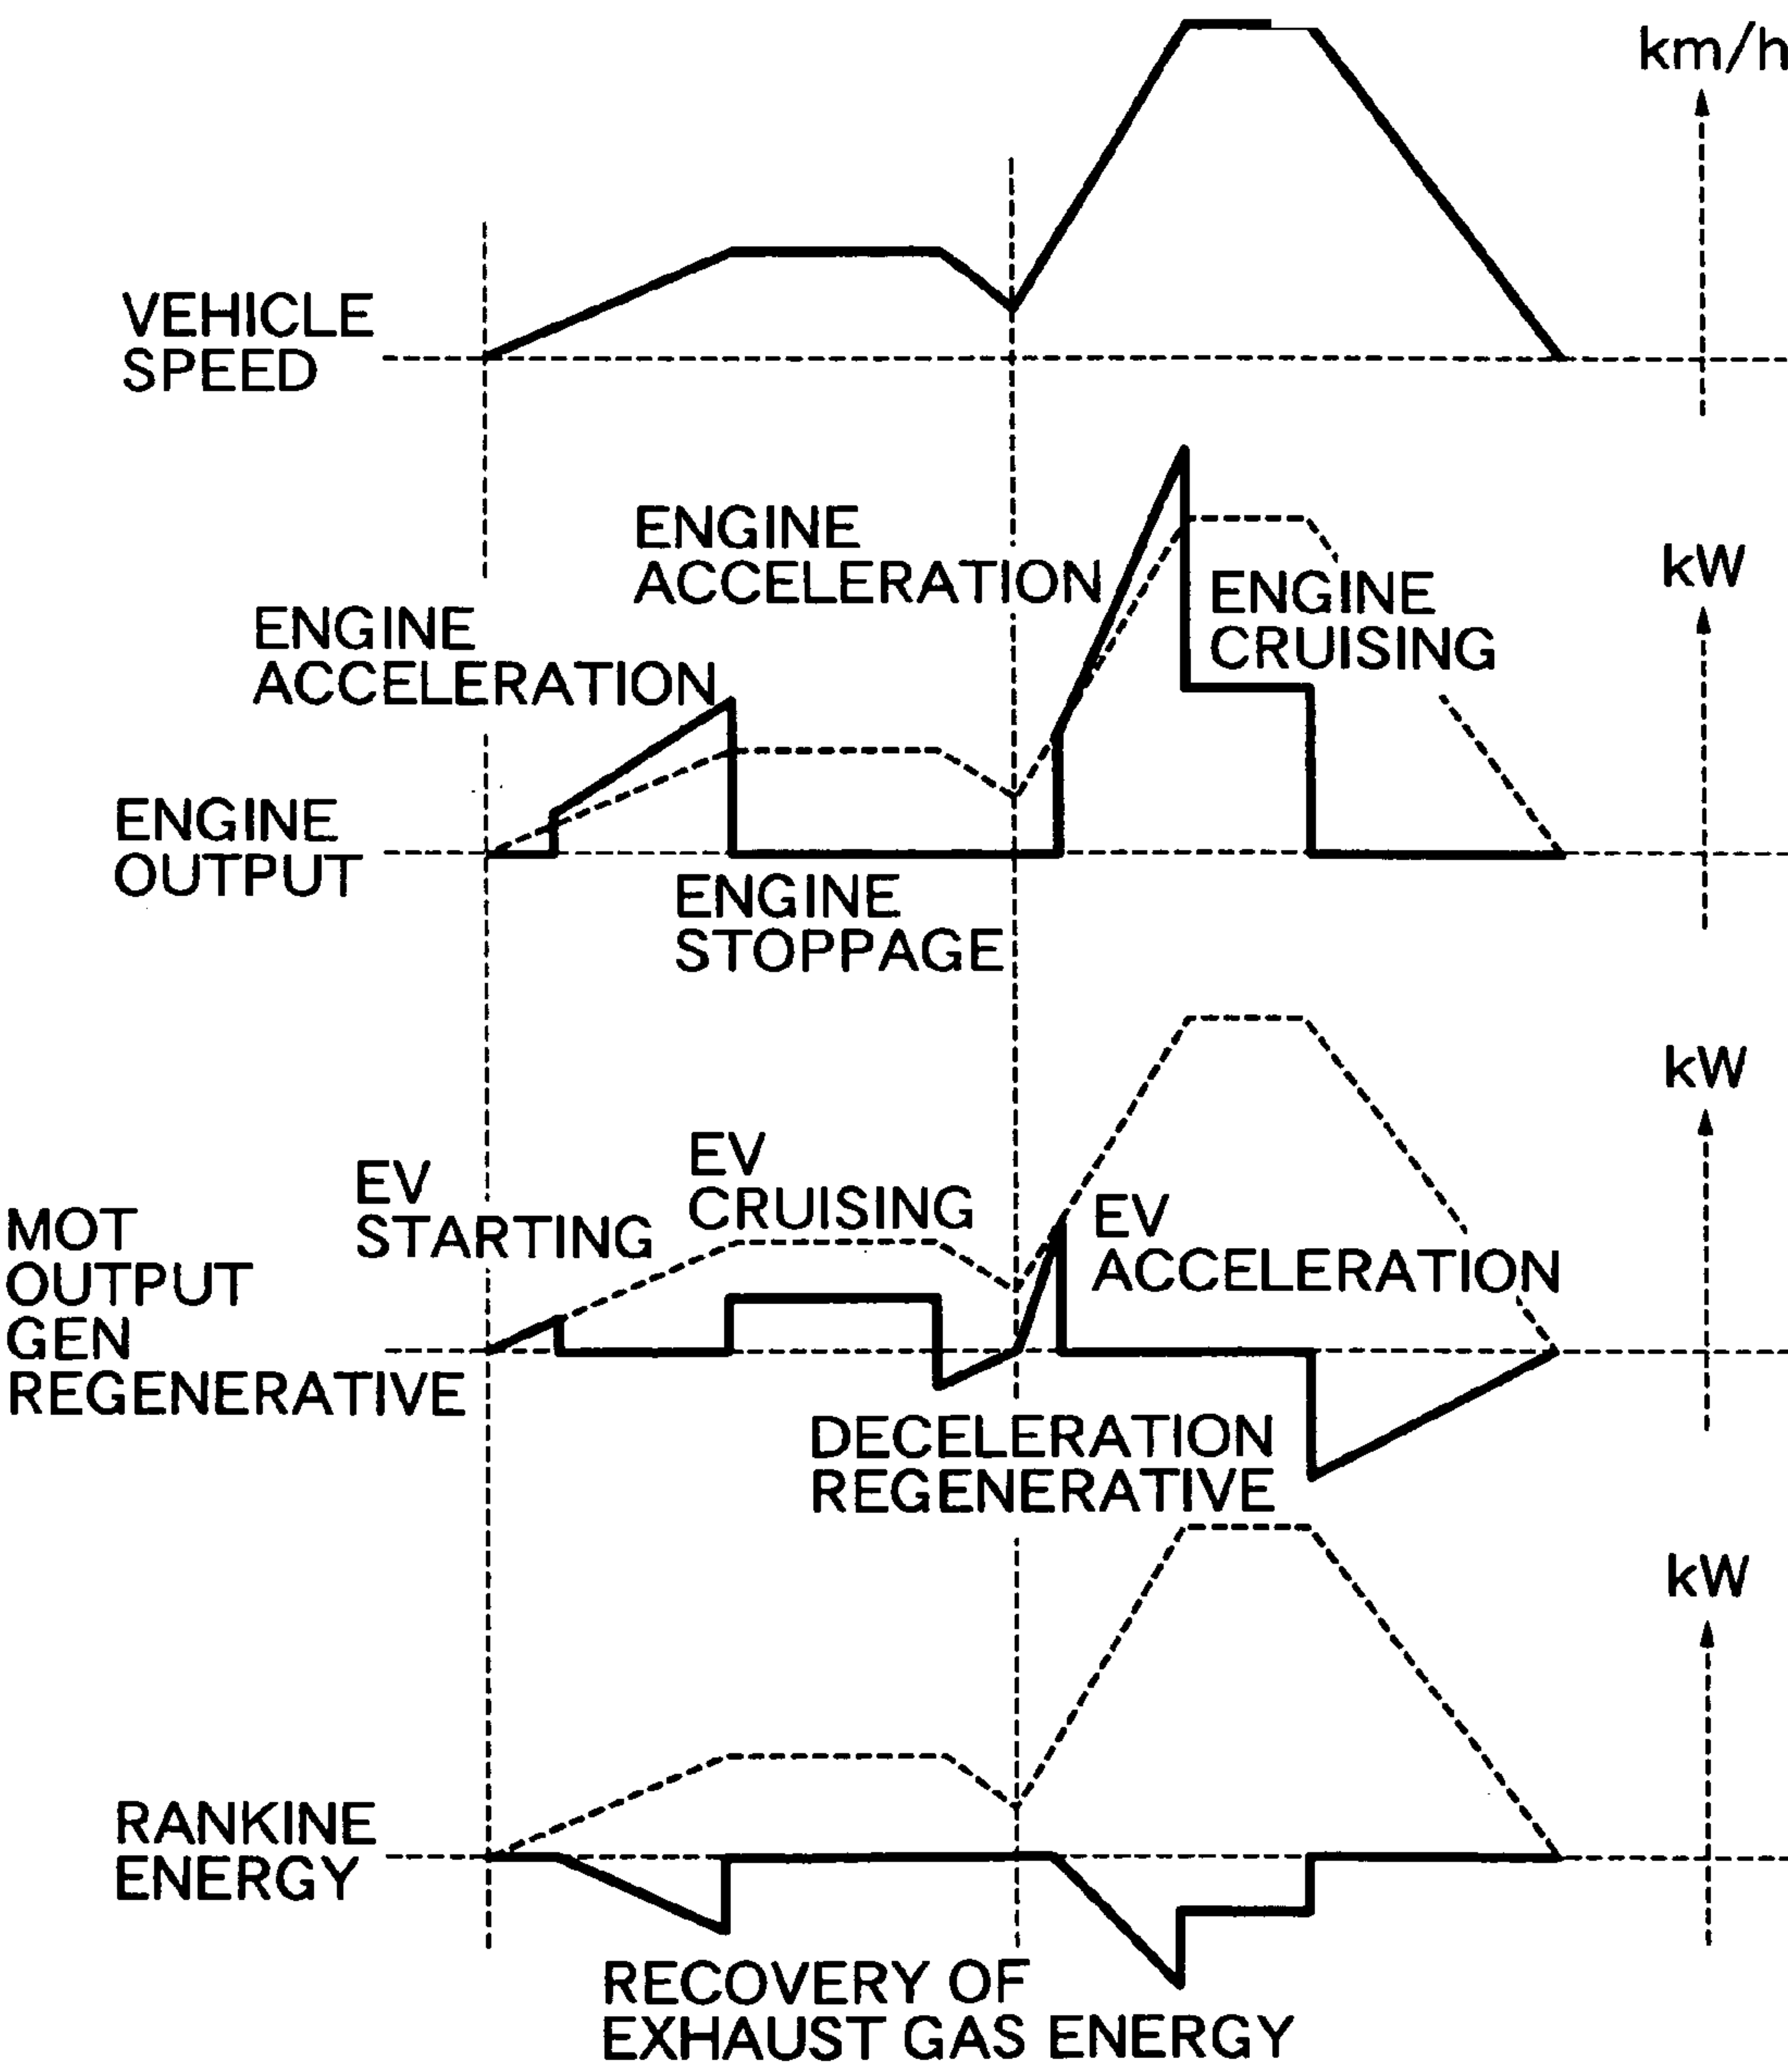 km/h
VEHICLE
SPEED
ENGINE
ACCELERATION
kW
ENGINE
CRUISING
ENGINE
ACCELERATION
ENGINE
OUTPUT
ENGINE
STOPPAGE
kW
EV
CRUISING
EV
STARTING
EV
ACCELERATION
MOT
OUTPUT
GEN
REGENERATIVE
DECELERATION
REGENERATIVE
kW
RANKINE
ENERGY
RECOVERY OF
EXHAUST GAS ENERGY